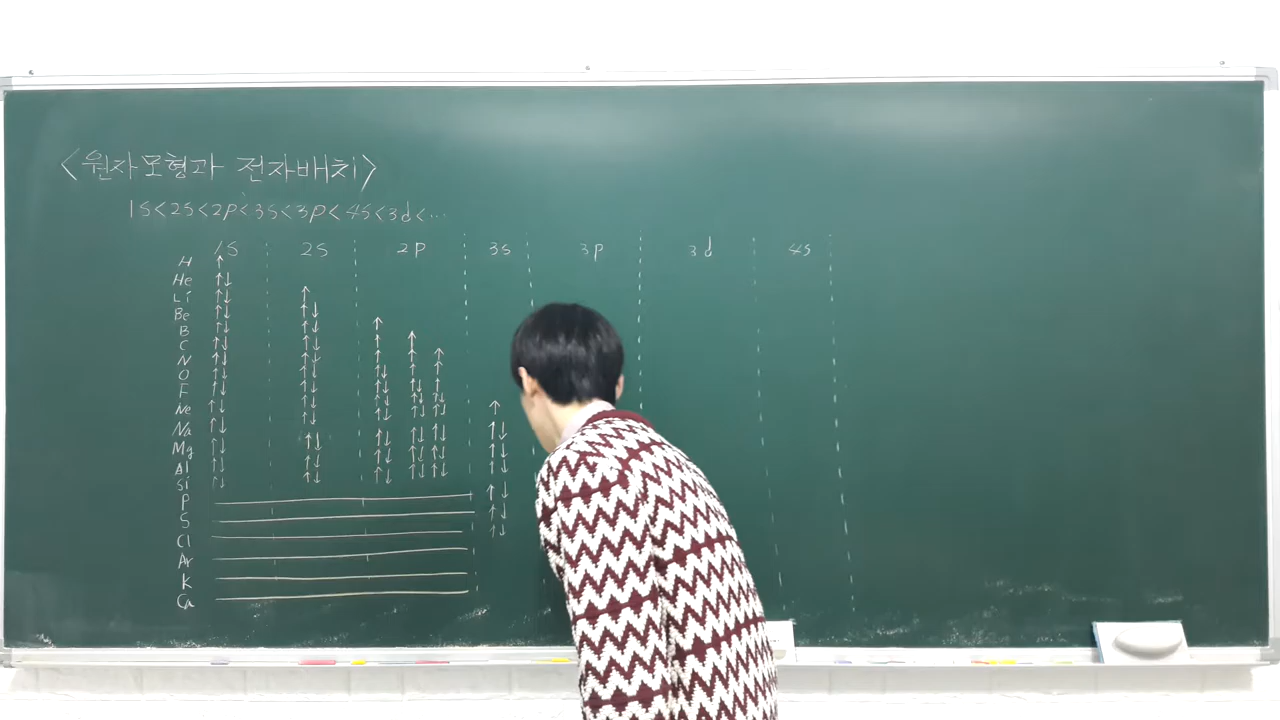 <원자모형과 전자배치>
1s<2s<2p<3s<3p<4s<3d<...
1s 2s 2p 3s 3p 3d 4s
H ↑
He ↑↓
Li ↑↓ ↑
Be ↑↓ ↑↓
B ↑↓ ↑↓ ↑
C ↑↓ ↑↓ ↑ ↑
N ↑↓ ↑↓ ↑ ↑ ↑
O ↑↓ ↑↓ ↑↓ ↑ ↑
F ↑↓ ↑↓ ↑↓ ↑↓ ↑
Ne ↑↓ ↑↓ ↑↓ ↑↓ ↑↓
Na ↑↓ ↑↓ ↑↓ ↑↓ ↑↓ ↑
Mg ↑↓ ↑↓ ↑↓ ↑↓ ↑↓ ↑↓
Al ↑↓ ↑↓ ↑↓ ↑↓ ↑↓ ↑↓
Si ↑↓ ↑↓ ↑↓ ↑↓ ↑↓ ↑↓
P ↑↓
S ↑↓
Cl ↑↓
Ar
K
Ca